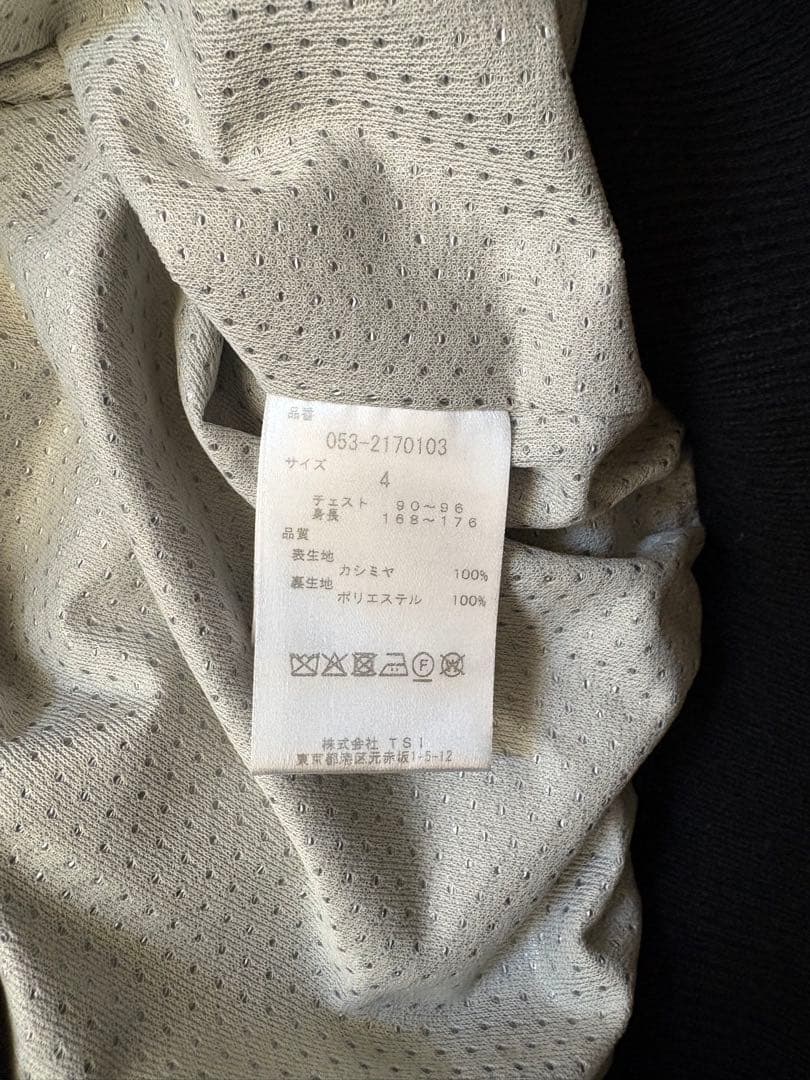 品番
053-2170103
サイズ
4
チェスト 90～96
身長 168～176
品質
表生地
カシミヤ 100%
裏生地
ポリエステル 100%
F W
株式会社 TSI
東京都港区元赤坂1-5-12